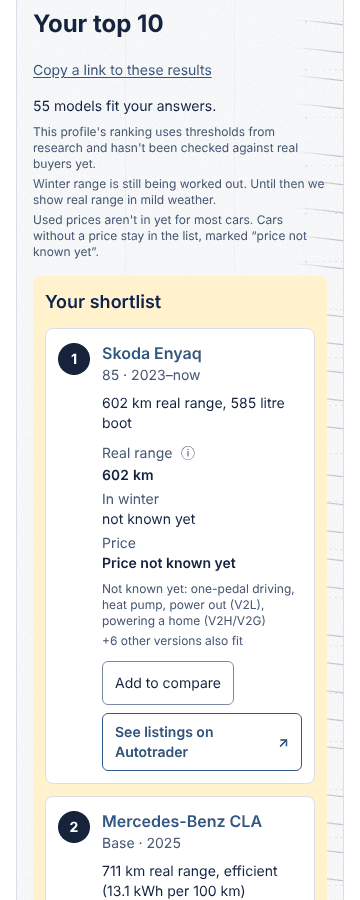 Your top 10
Copy a link to these results
55 models fit your answers.
This profile's ranking uses thresholds from
research and hasn't been checked against real
buyers yet.
Winter range is still being worked out. Until then we
show real range in mild weather.
Used prices aren't in yet for most cars. Cars
without a price stay in the list, marked “price not
known yet”.
Your shortlist
1
Skoda Enyaq
85 · 2023–now
602 km real range, 585 litre
boot
Real range ⓘ
602 km
In winter
not known yet
Price
Price not known yet
Not known yet: one-pedal driving,
heat pump, power out (V2L),
powering a home (V2H/V2G)
+6 other versions also fit
Add to compare
See listings on
Autotrader
2
Mercedes-Benz CLA
Base · 2025
711 km real range, efficient
(13.1 kWh per 100 km)